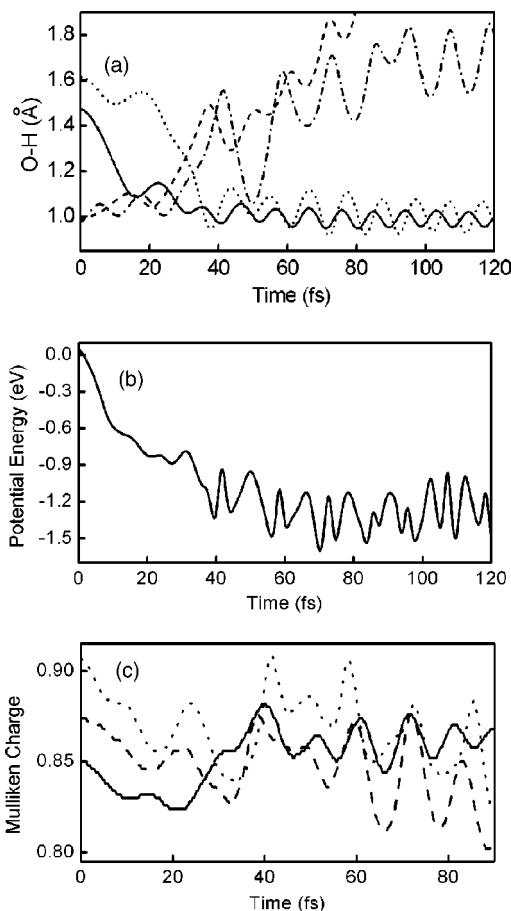 (a)
O-H (Å)
1.8
1.6
1.4
1.2
1.0
0 20 40 60 80 100 120
Time (fs)
(b)
Potential Energy (eV)
0.0
-0.3
-0.6
-0.9
-1.2
-1.5
0 20 40 60 80 100 120
Time (fs)
(c)
Mulliken Charge
0.90
0.85
0.80
0 20 40 60 80
Time (fs)